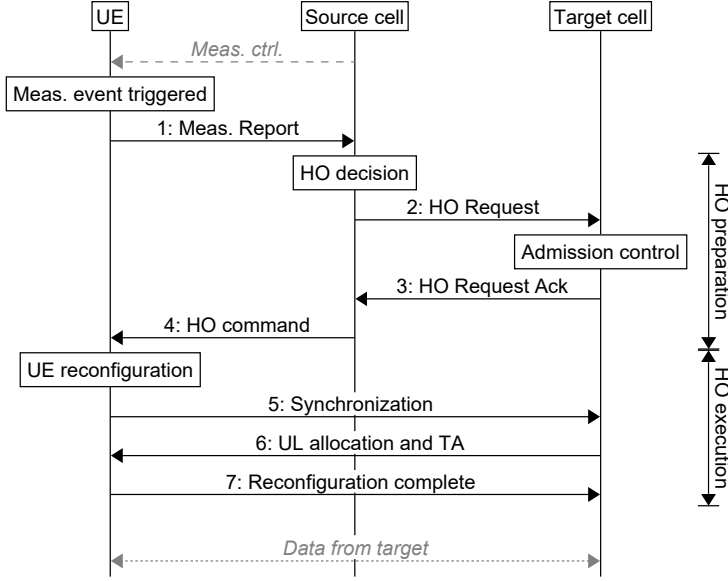 UE
Source cell
Target cell
Meas. ctrl.
Meas. event triggered
1: Meas. Report
HO decision
2: HO Request
Admission control
3: HO Request Ack
4: HO command
HO preparation
UE reconfiguration
5: Synchronization
6: UL allocation and TA
7: Reconfiguration complete
HO execution
Data from target